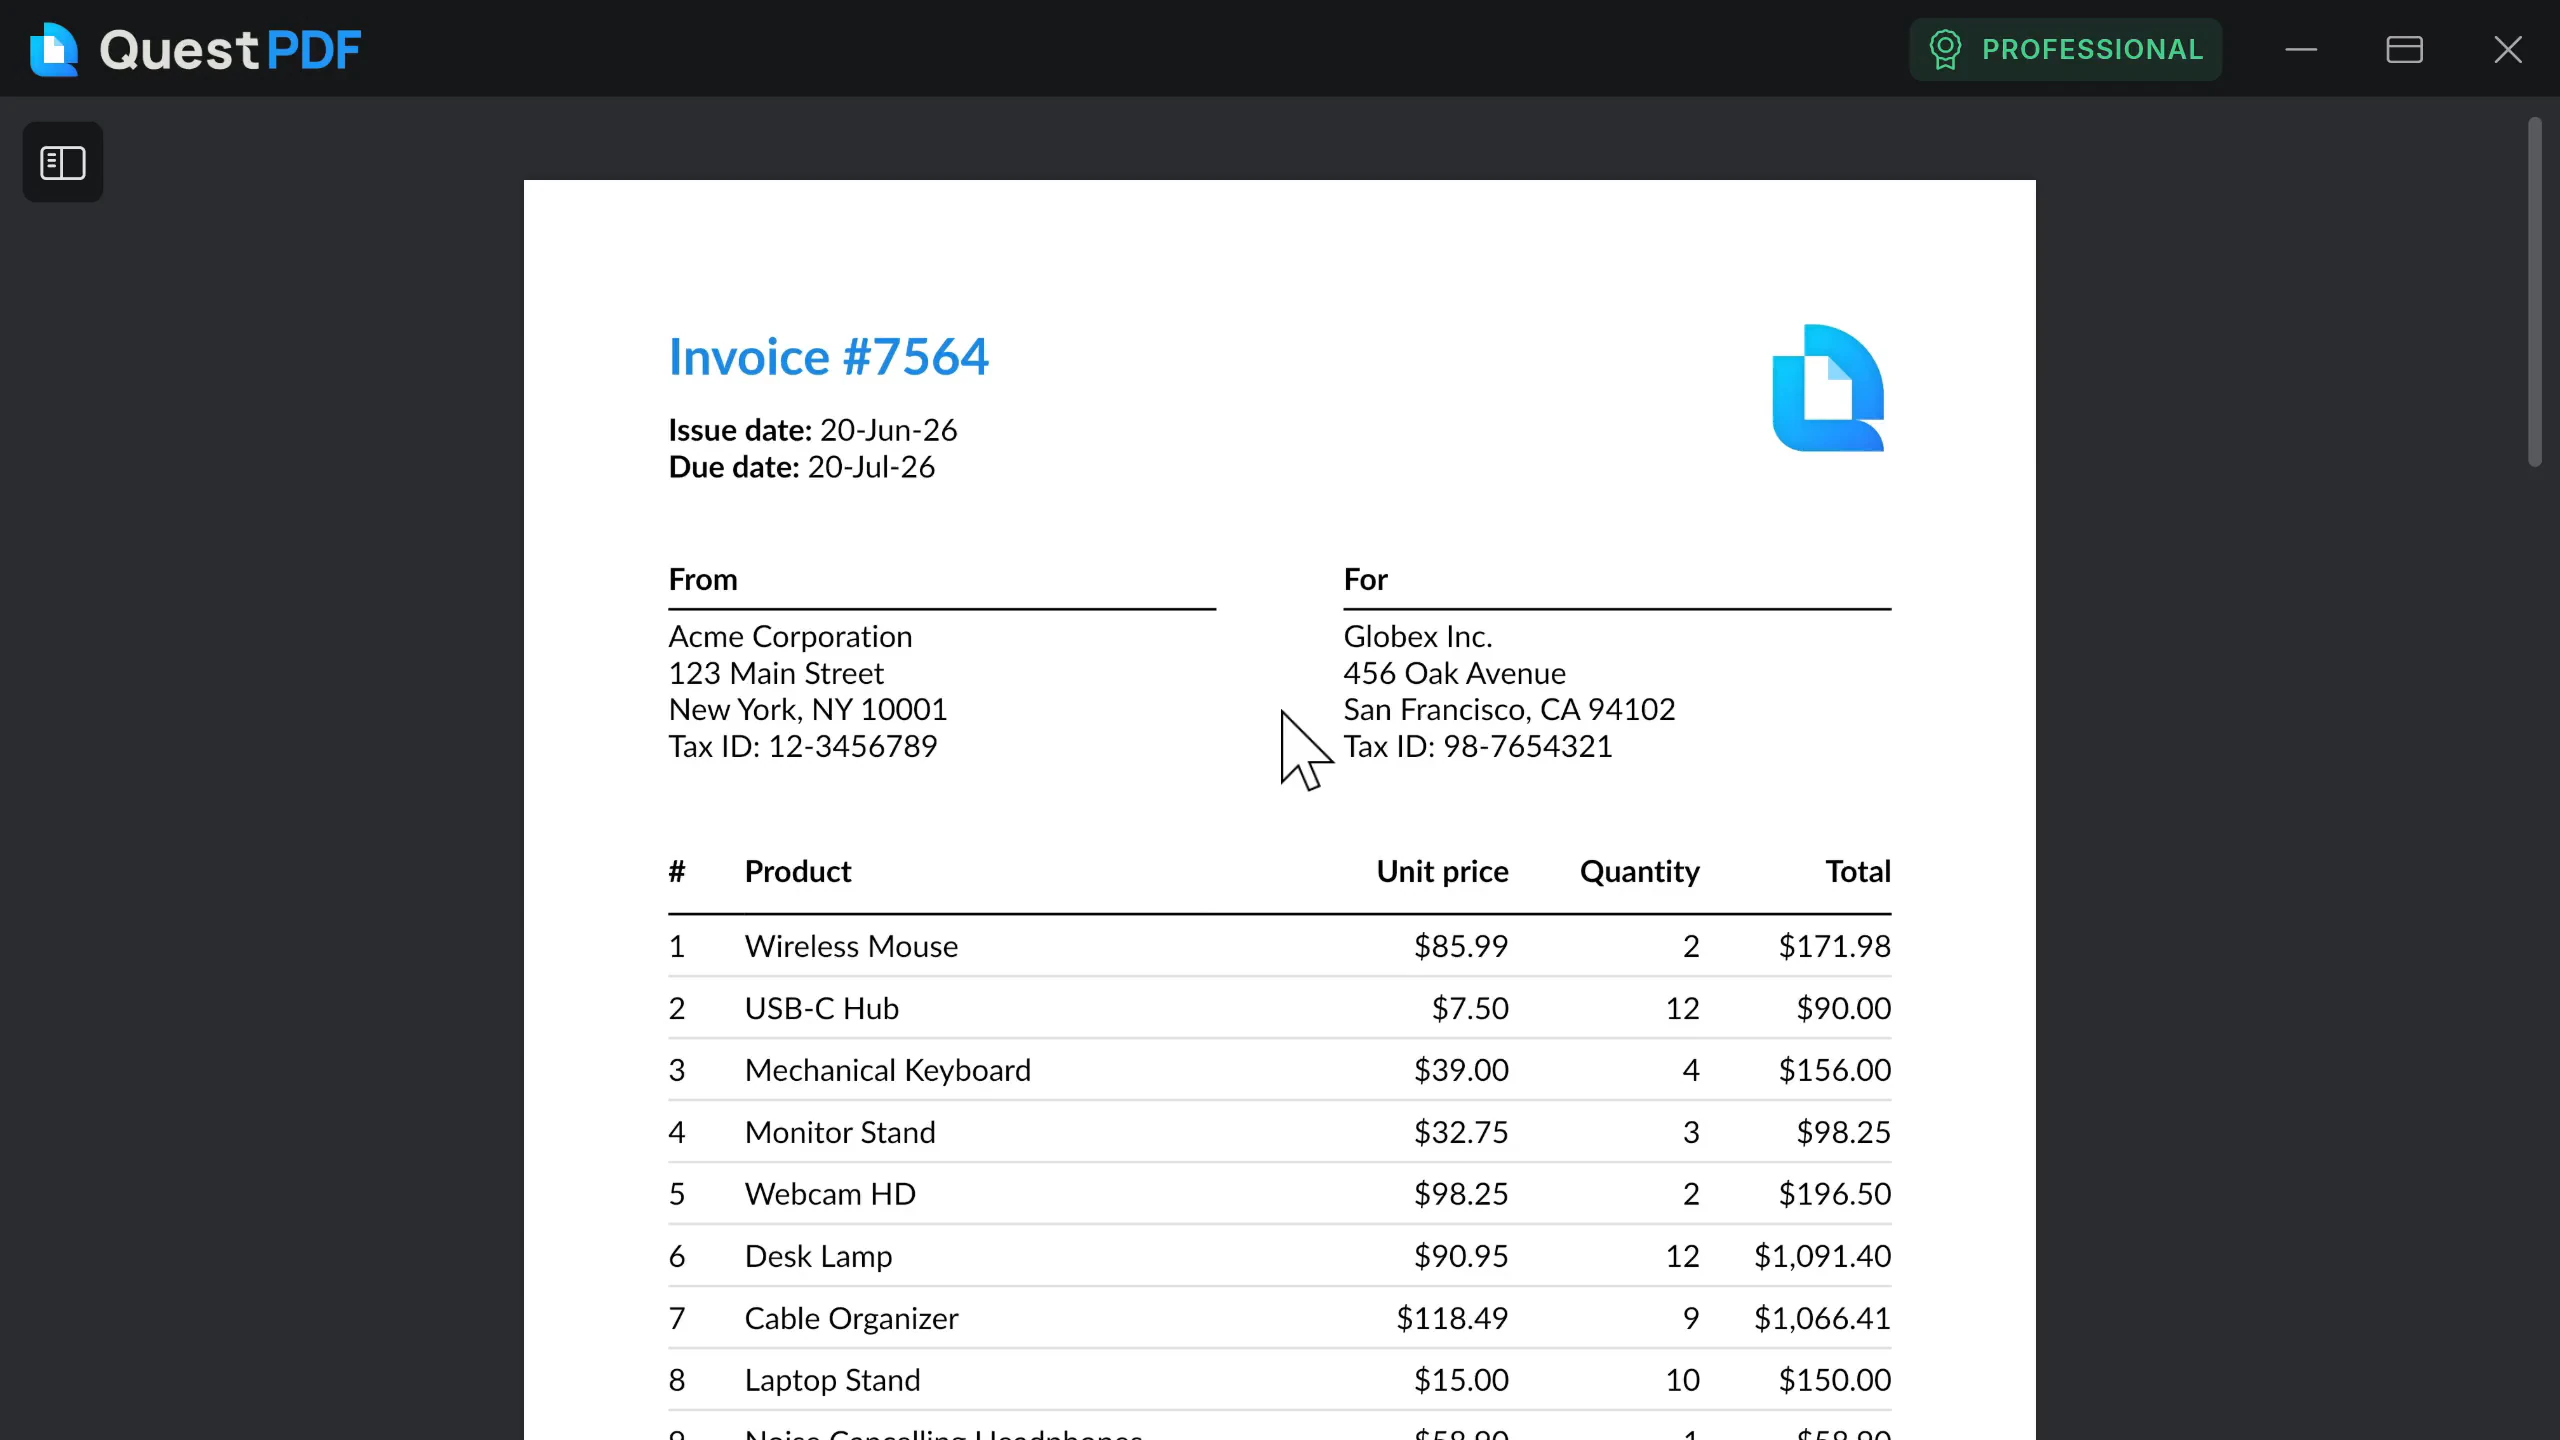 QuestPDF
PROFESSIONAL
Invoice #7564
Issue date: 20-Jun-26
Due date: 20-Jul-26
From
Acme Corporation
123 Main Street
New York, NY 10001
Tax ID: 12-3456789
For
Globex Inc.
456 Oak Avenue
San Francisco, CA 94102
Tax ID: 98-7654321
# Product Unit price Quantity Total
1 Wireless Mouse $85.99 2 $171.98
2 USB-C Hub $7.50 12 $90.00
3 Mechanical Keyboard $39.00 4 $156.00
4 Monitor Stand $32.75 3 $98.25
5 Webcam HD $98.25 2 $196.50
6 Desk Lamp $90.95 12 $1,091.40
7 Cable Organizer $118.49 9 $1,066.41
8 Laptop Stand $15.00 10 $150.00
Noise Cancelling Headphones